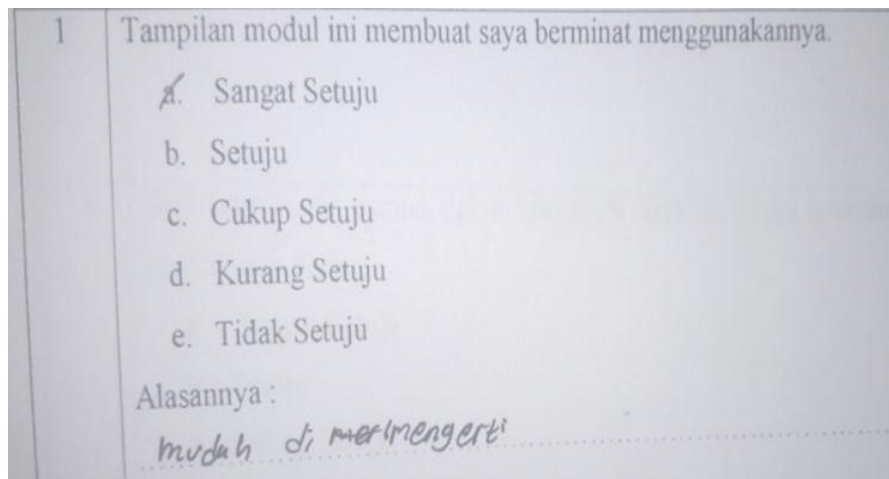 1 Tampilan modul ini membuat saya berminat menggunakannya.
a. Sangat Setuju
b. Setuju
c. Cukup Setuju
d. Kurang Setuju
e. Tidak Setuju
Alasannya :
mudah di mengerti